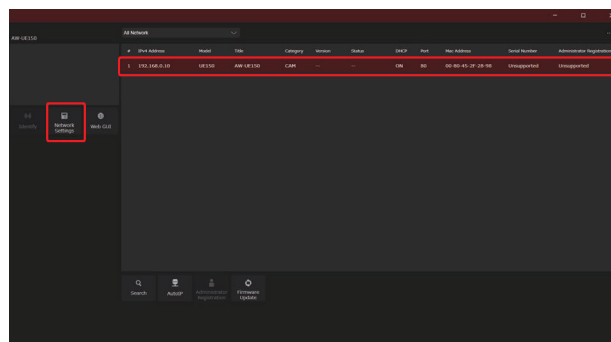 AW-UE150
All Network
# IPv4 Address Model Title Category Version Status DHCP Port Mac Address Serial Number Administrator Registration
1 192.168.0.10 UE150 AW-UE150 CAM -- -- ON 80 00-80-45-2F-28-98 Unsupported Unsupported
Identify
Network
Settings
Web GUI
Search
AutoIP
Administrator
Registration
Firmware
Update